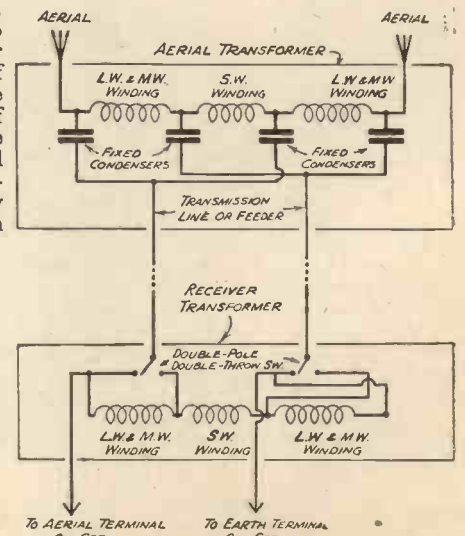 AERIAL
AERIAL
AERIAL TRANSFORMER
L.W. & M.W.
WINDING
S.W.
WINDING
L.W & M.W
WINDING
FIXED
CONDENSERS
FIXED
CONDENSERS
TRANSMISSION
LINE OR FEEDER
RECEIVER
TRANSFORMER
DOUBLE-POLE
DOUBLE-THROW SW.
L.W. & M.W.
WINDING
S.W.
WINDING
L.W & M.W.
WINDING
TO AERIAL TERMINAL
TO EARTH TERMINAL